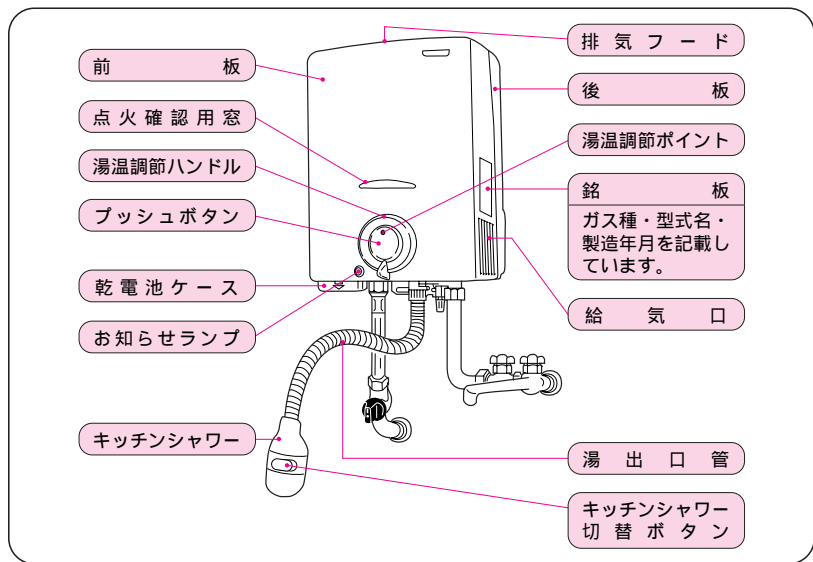 前板
点火確認用窓
湯温調節ハンドル
プッシュボタン
乾電池ケース
お知らせランプ
キッチンシャワー
排気フード
後板
湯温調節ポイント
銘板
ガス種・型式名・
製造年月を記載し
ています。
給気口
湯出口管
キッチンシャワー
切替ボタン